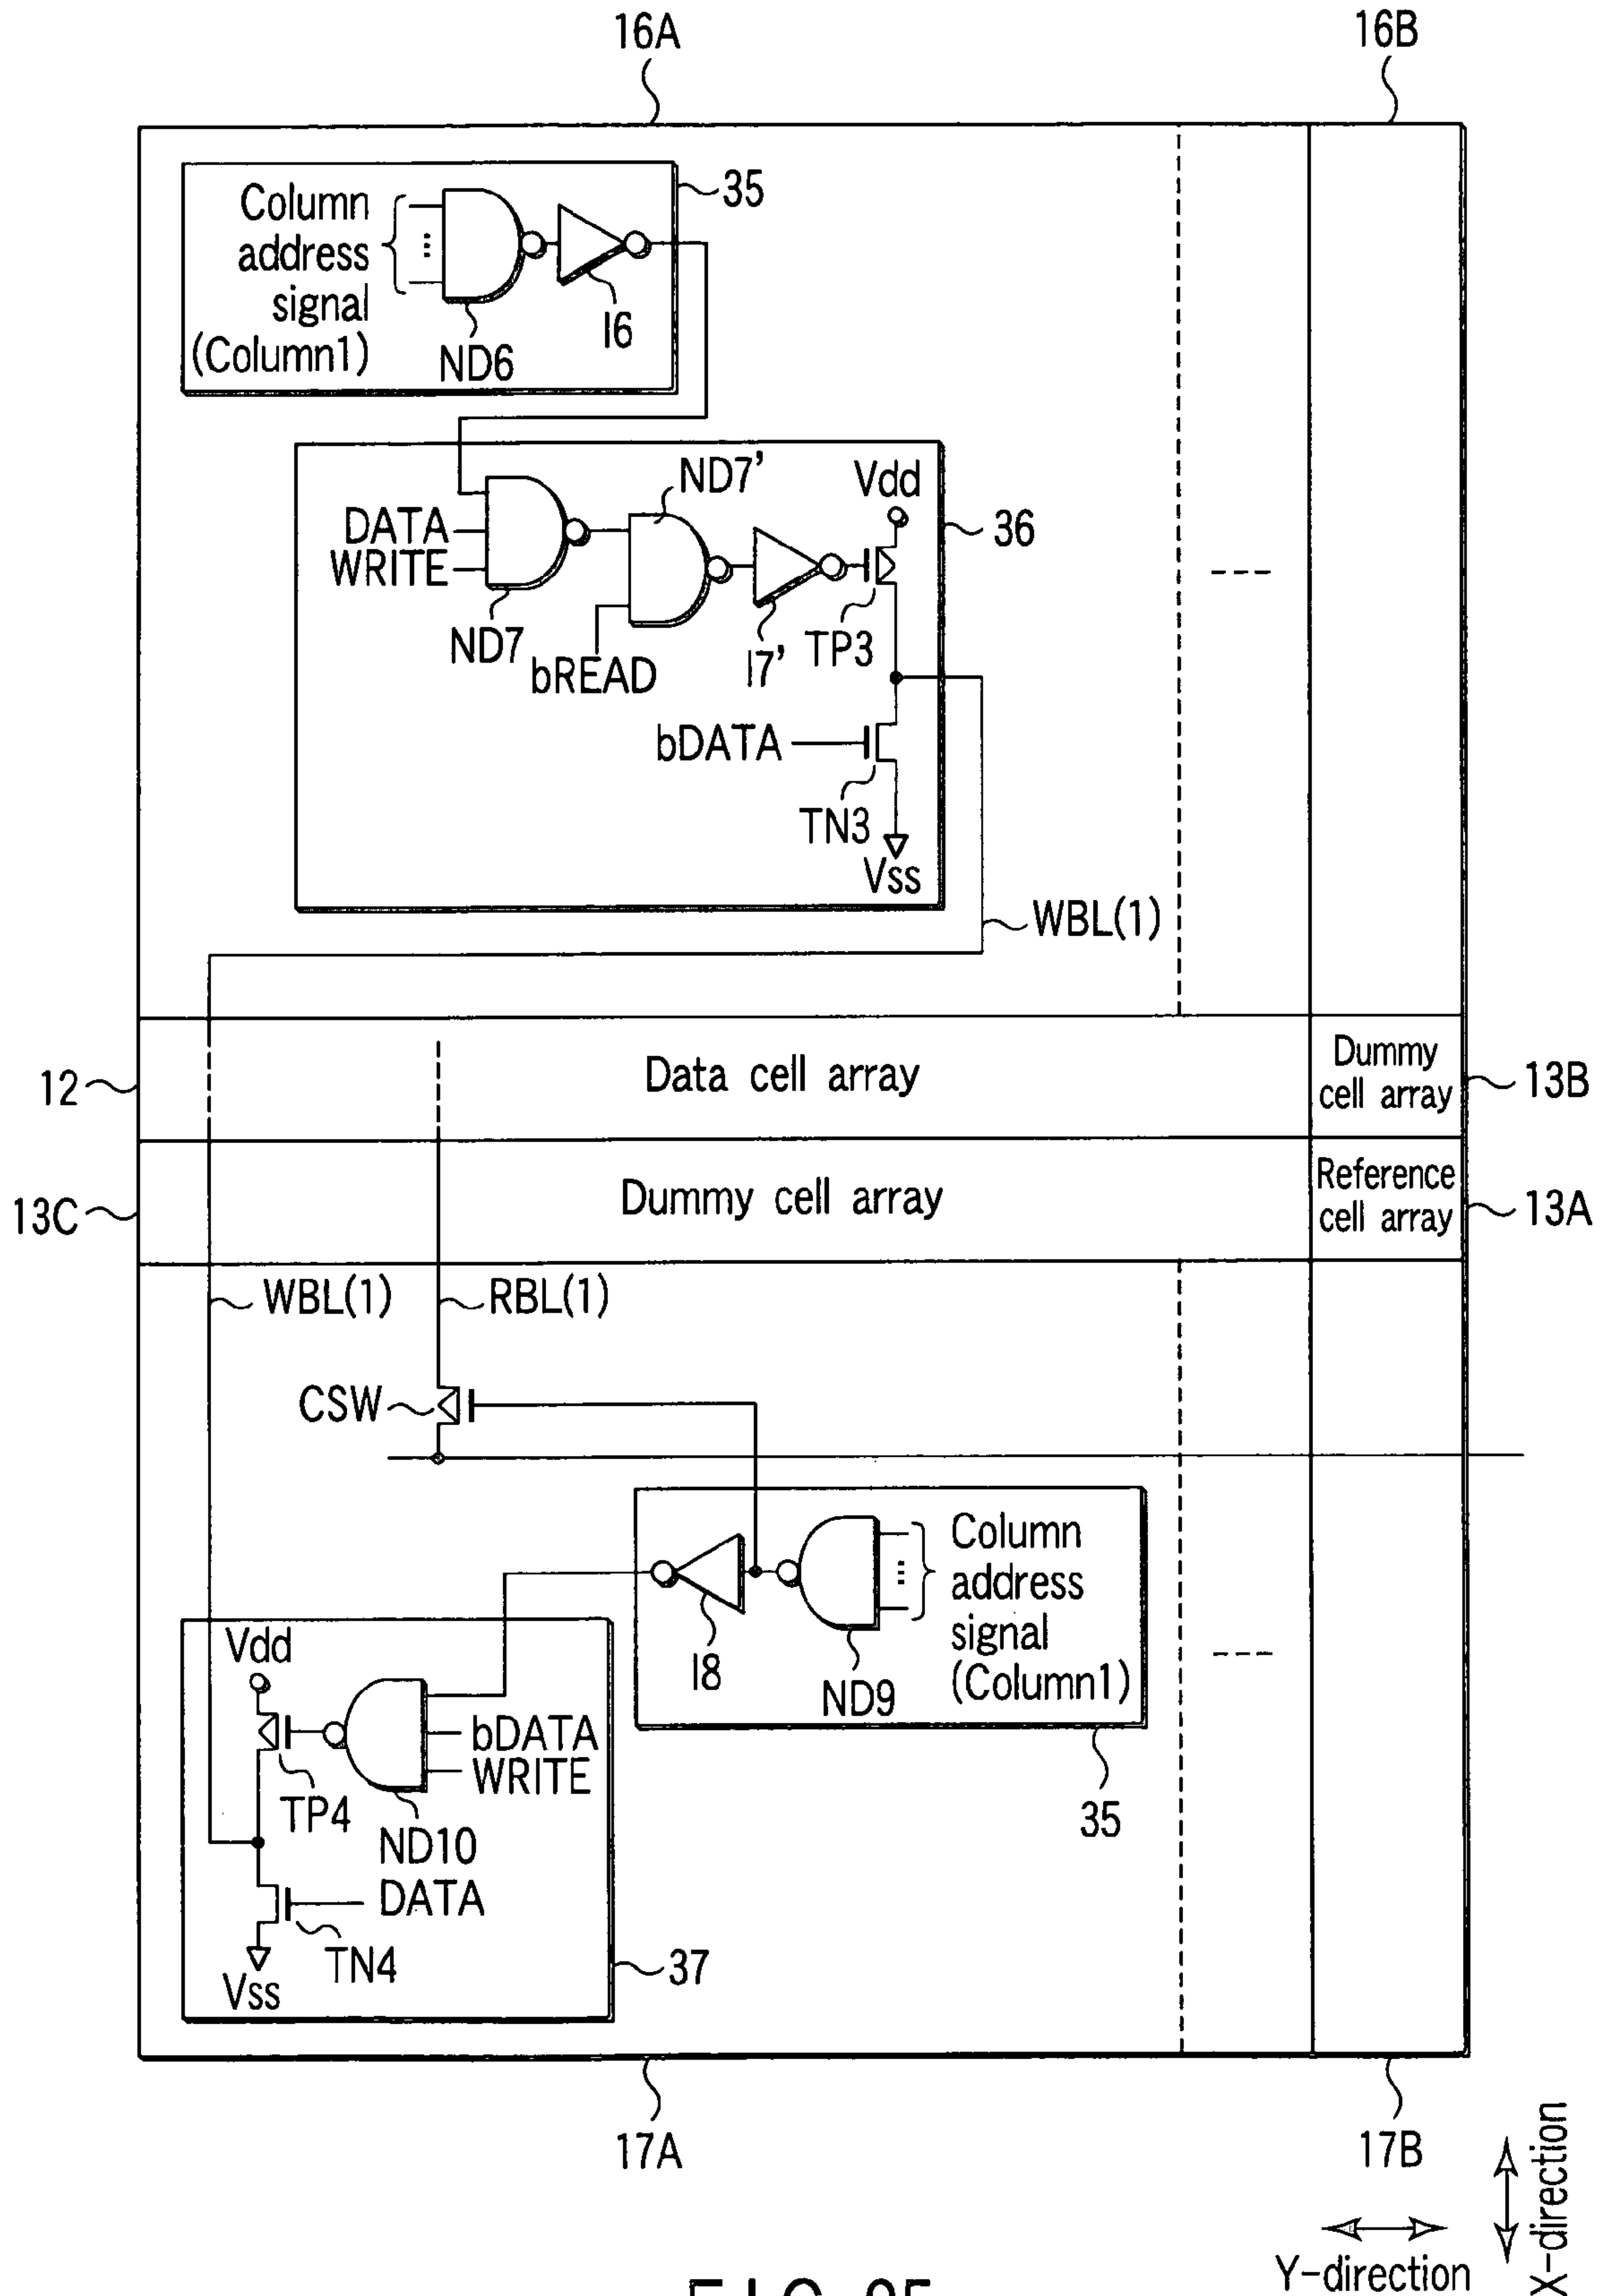 16A
16B
Column
address
signal
(Column1)
35
I6
ND6
ND7'
Vdd
DATA
WRITE
36
ND7
bREAD
I7'
TP3
bDATA
TN3
Vss
WBL(1)
12
Data cell array
Dummy
cell array
13B
13C
Dummy cell array
Reference
cell array
13A
WBL(1)
RBL(1)
CSW
Column
address
signal
(Column1)
I8
ND9
35
Vdd
bDATA
WRITE
TP4
ND10
DATA
TN4
Vss
37
17A
17B
X-direction
Y-direction